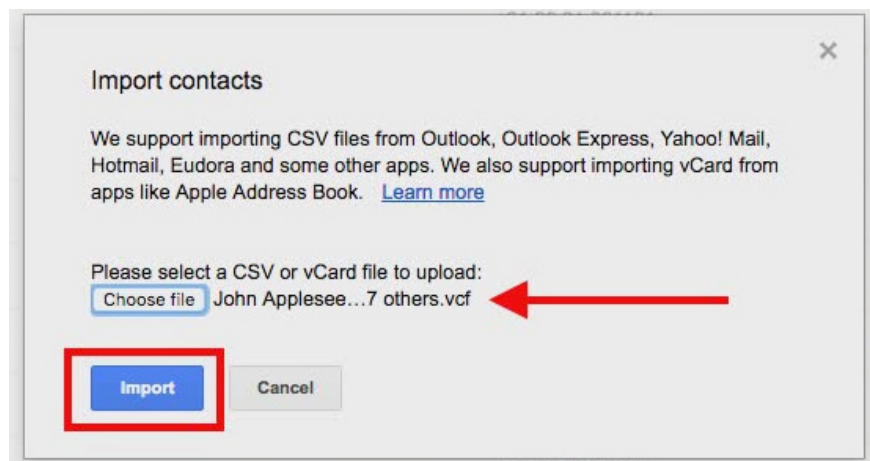 Import contacts
We support importing CSV files from Outlook, Outlook Express, Yahoo! Mail,
Hotmail, Eudora and some other apps. We also support importing vCard from
apps like Apple Address Book. Learn more
Please select a CSV or vCard file to upload:
Choose file John Applesee...7 others.vcf
Import Cancel